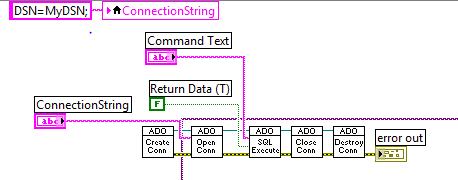 DSN=MyDSN;
ConnectionString
Command Text
abc
Return Data (T)
F
ConnectionString
abc
ADO Create Conn
ADO Open Conn
ADO SQL Execute
ADO Close Conn
ADO Destroy Conn
error out